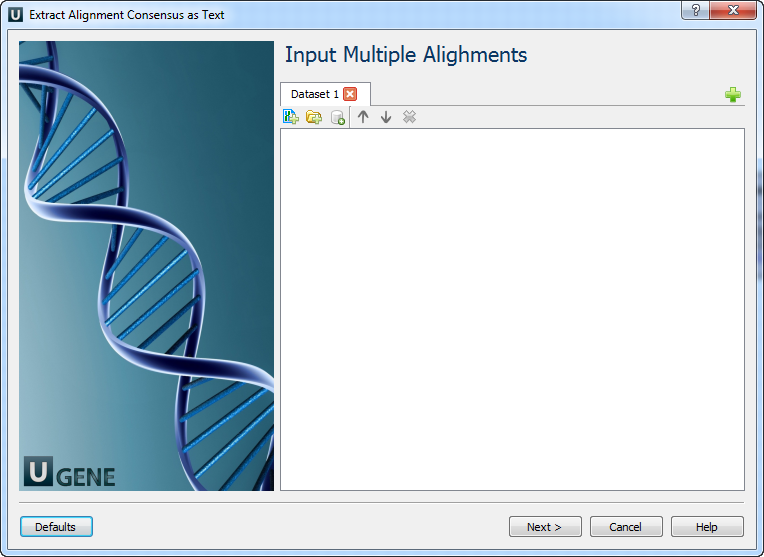 U Extract Alignment Consensus as Text
Input Multiple Alighments
Dataset 1
U GENE
Defaults
Next >
Cancel
Help